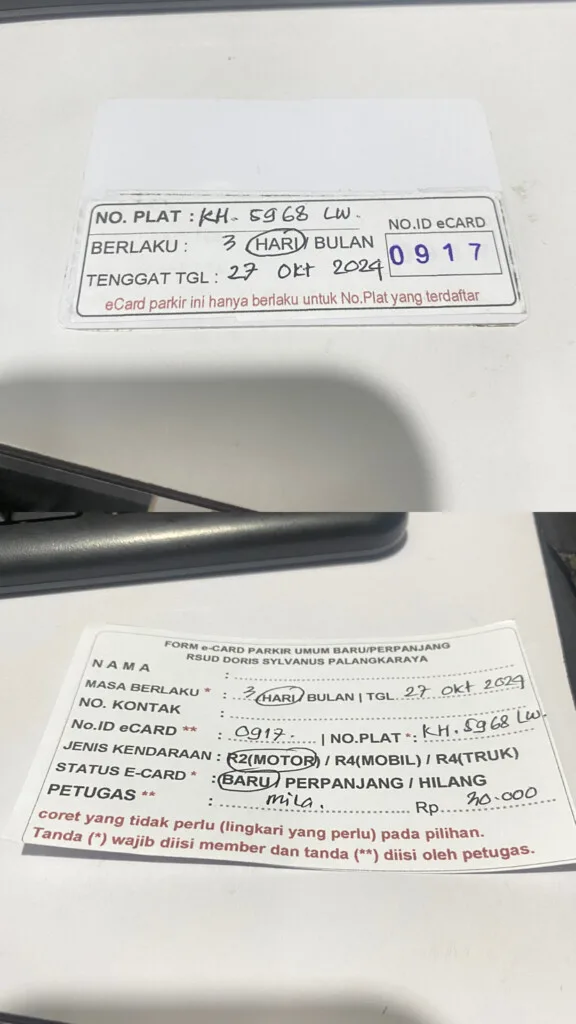 NO. PLAT : KH. 5968 LW.
NO.ID eCARD
BERLAKU : 3 HARI / BULAN
0917
TENGGAT TGL : 27 Okt 2024
eCard parkir ini hanya berlaku untuk No.Plat yang terdaftar
FORM e-CARD PARKIR UMUM BARU/PERPANJANG
RSUD DORIS SYLVANUS PALANGKARAYA
NAMA :
MASA BERLAKU * : 3 HARI / BULAN | TGL. 27 Okt 2024
NO. KONTAK :
No.ID eCARD ** : 0917. | NO.PLAT *: KH. 5968 LW.
JENIS KENDARAAN : R2(MOTOR) / R4(MOBIL) / R4(TRUK)
STATUS E-CARD * : BARU / PERPANJANG / HILANG
PETUGAS ** : mila. Rp 30.000
coret yang tidak perlu (lingkari yang perlu) pada pilihan.
Tanda (*) wajib diisi member dan tanda (**) diisi oleh petugas.